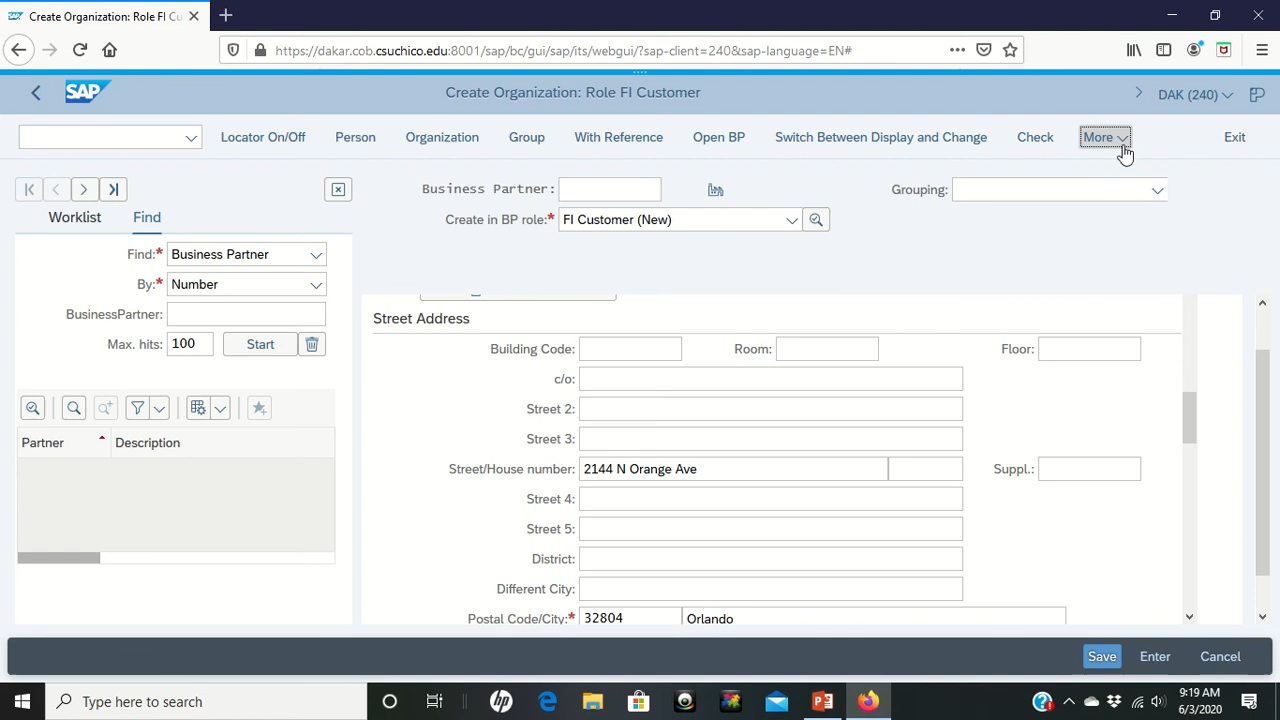 Create Organization: Role FI Cu
https://dakar.cob.csuchico.edu:8001/sap/bc/gui/sap/its/webgui/?sap-client=240&sap-language=EN#
SAP
Create Organization: Role FI Customer
DAK (240)
Locator On/Off
Person
Organization
Group
With Reference
Open BP
Switch Between Display and Change
Check
More
Exit
Business Partner:
Grouping:
Worklist
Find
Create in BP role:* FI Customer (New)
Find:* Business Partner
By:* Number
BusinessPartner:
Max. hits: 100
Start
Partner
Description
Street Address
Building Code:
Room:
Floor:
c/o:
Street 2:
Street 3:
Street/House number: 2144 N Orange Ave
Suppl.:
Street 4:
Street 5:
District:
Different City:
Postal Code/City:* 32804 Orlando
Save
Enter
Cancel
Type here to search
9:19 AM
6/3/2020